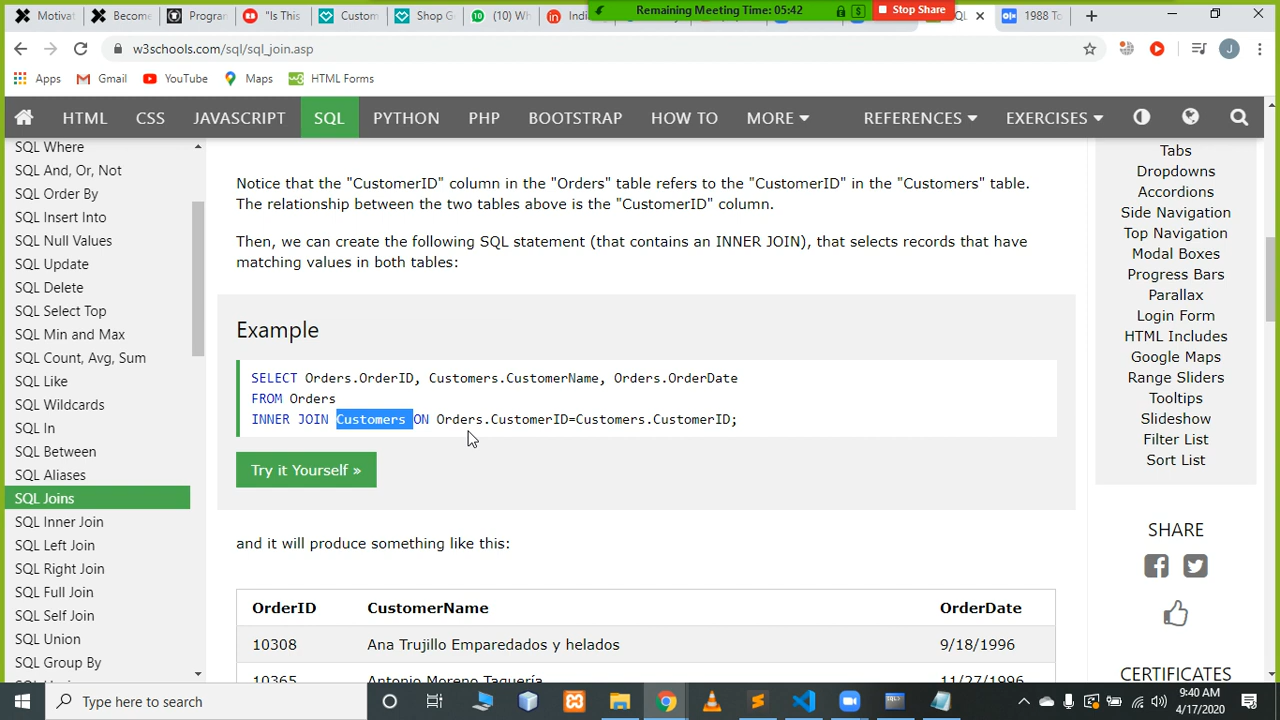 Motivat
Become
Program
"Is This
Custom
Shop G
(10) W
Indi
Remaining Meeting Time: 05:42
Stop Share
1988 To
w3schools.com/sql/sql_join.asp
J
Apps
Gmail
YouTube
Maps
HTML Forms
HTML
CSS
JAVASCRIPT
SQL
PYTHON
PHP
BOOTSTRAP
HOW TO
MORE
REFERENCES
EXERCISES
SQL Where
SQL And, Or, Not
SQL Order By
SQL Insert Into
SQL Null Values
SQL Update
SQL Delete
SQL Select Top
SQL Min and Max
SQL Count, Avg, Sum
SQL Like
SQL Wildcards
SQL In
SQL Between
SQL Aliases
SQL Joins
SQL Inner Join
SQL Left Join
SQL Right Join
SQL Full Join
SQL Self Join
SQL Union
SQL Group By
Notice that the "CustomerID" column in the "Orders" table refers to the "CustomerID" in the "Customers" table.
The relationship between the two tables above is the "CustomerID" column.
Then, we can create the following SQL statement (that contains an INNER JOIN), that selects records that have
matching values in both tables:
Example
SELECT Orders.OrderID, Customers.CustomerName, Orders.OrderDate
FROM Orders
INNER JOIN Customers ON Orders.CustomerID=Customers.CustomerID;
Try it Yourself »
and it will produce something like this:
OrderID CustomerName OrderDate
10308 Ana Trujillo Emparedados y helados 9/18/1996
10365 Antonio Moreno Taquería 11/27/1996
Tabs
Dropdowns
Accordions
Side Navigation
Top Navigation
Modal Boxes
Progress Bars
Parallax
Login Form
HTML Includes
Google Maps
Range Sliders
Tooltips
Slideshow
Filter List
Sort List
SHARE
CERTIFICATES
Type here to search
9:40 AM
4/17/2020